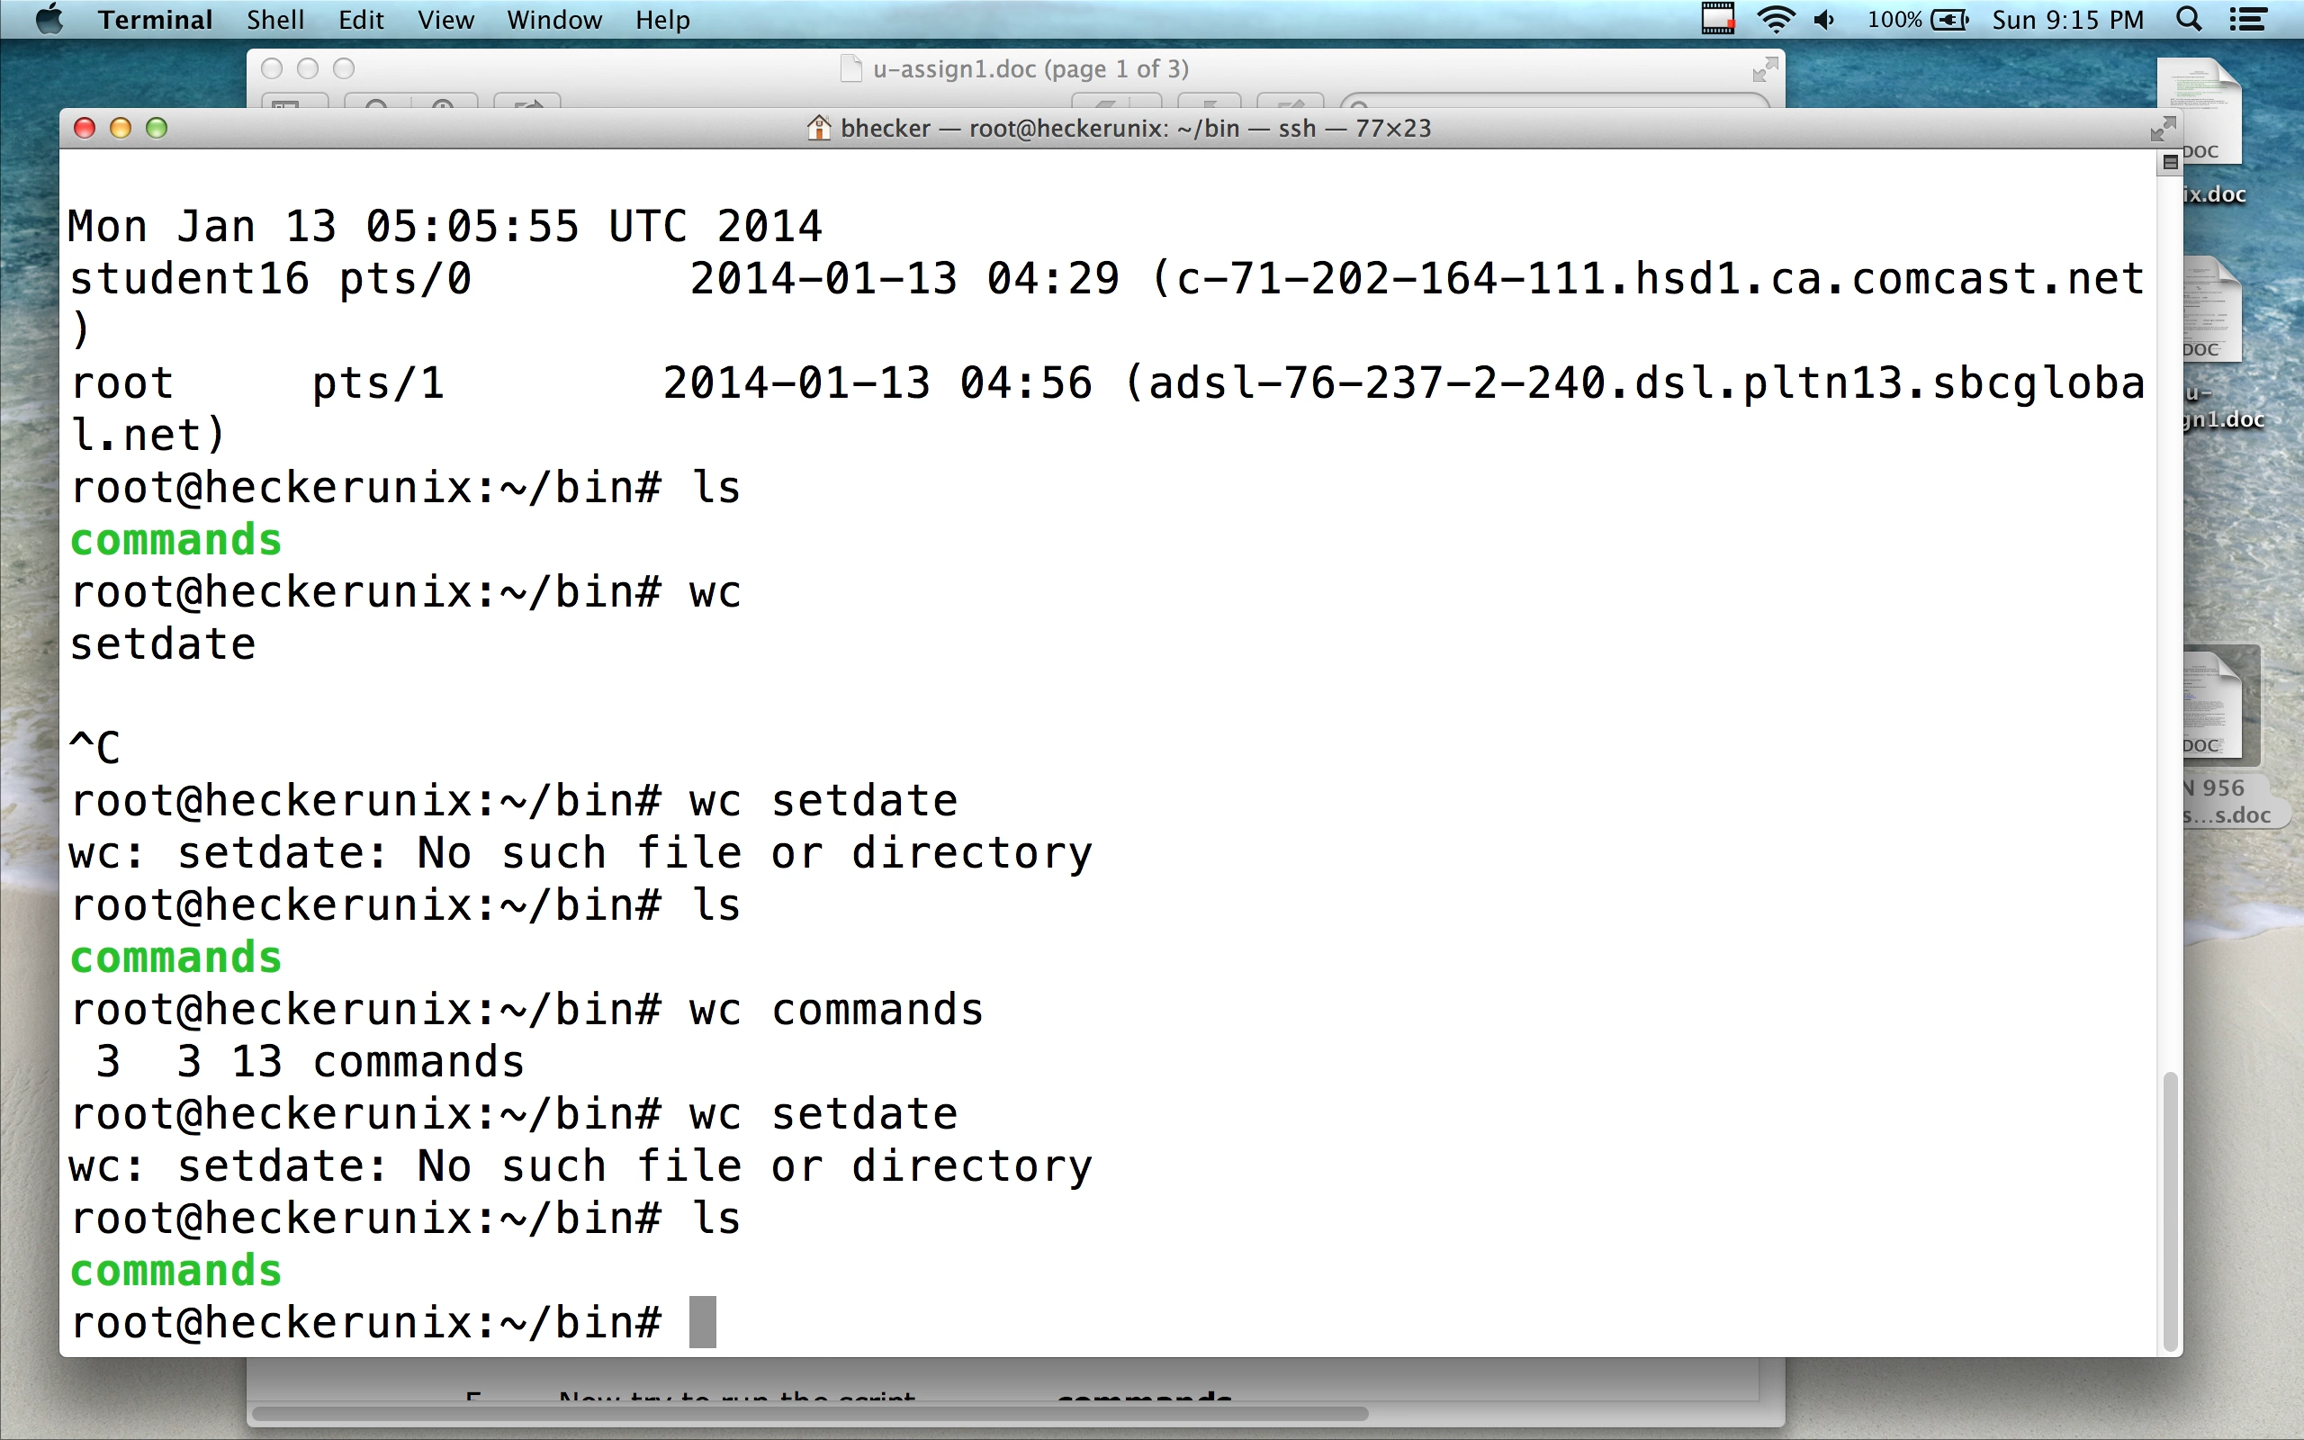 Terminal Shell Edit View Window Help 100% Sun 9:15 PM
u-assign1.doc (page 1 of 3)
bhecker — root@heckerunix: ~/bin — ssh — 77×23
Mon Jan 13 05:05:55 UTC 2014
student16 pts/0        2014-01-13 04:29 (c-71-202-164-111.hsd1.ca.comcast.net
)
root     pts/1        2014-01-13 04:56 (adsl-76-237-2-240.dsl.pltn13.sbcgloba
l.net)
root@heckerunix:~/bin# ls
commands
root@heckerunix:~/bin# wc
setdate
^C
root@heckerunix:~/bin# wc setdate
wc: setdate: No such file or directory
root@heckerunix:~/bin# ls
commands
root@heckerunix:~/bin# wc commands
 3  3 13 commands
root@heckerunix:~/bin# wc setdate
wc: setdate: No such file or directory
root@heckerunix:~/bin# ls
commands
root@heckerunix:~/bin#
Now try to run the script commands
DOC
ix.doc
DOC
u-
gn1.doc
DOC
N 956
s...s.doc